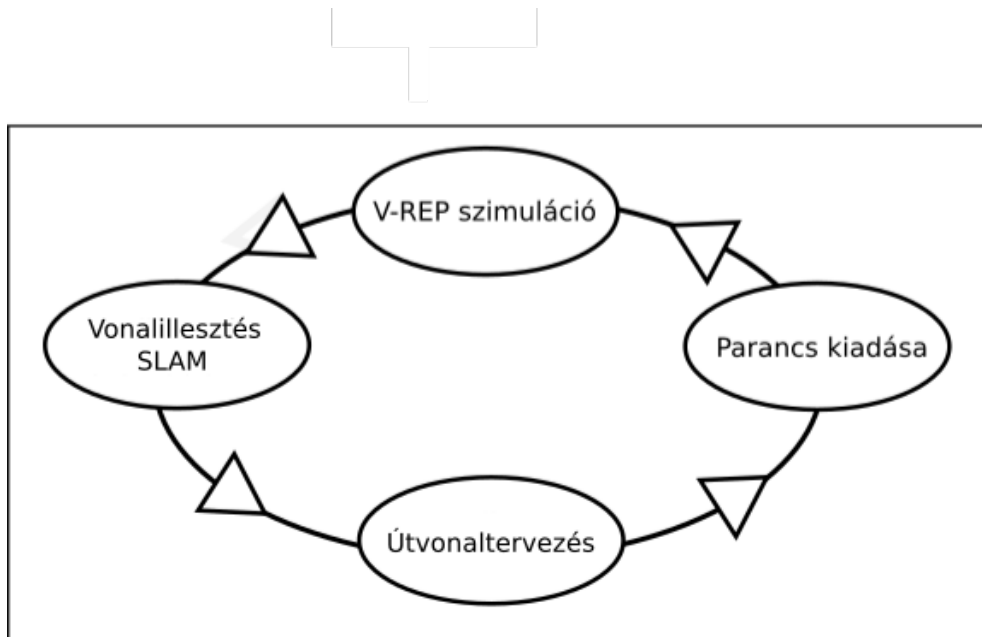 V-REP szimuláció
Vonalillesztés
SLAM
Parancs kiadása
Útvonaltervezés